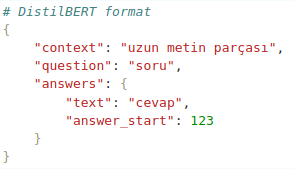 # DistilBERT format
{
    "context": "uzun metin parçası",
    "question": "soru",
    "answers": {
        "text": "cevap",
        "answer_start": 123
    }
}